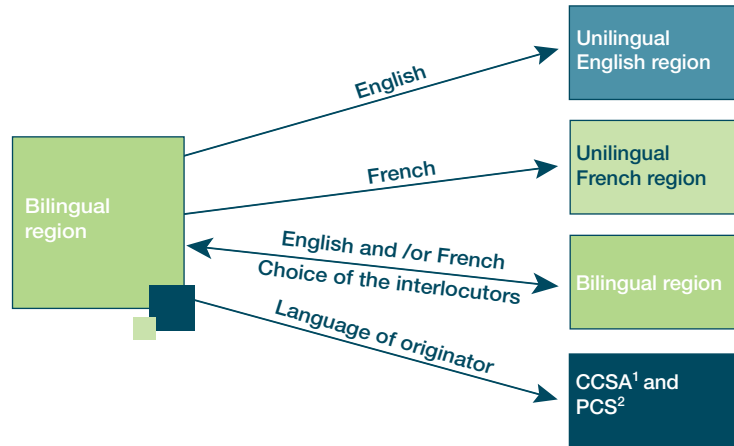 Unilingual
English region
English
Unilingual
French region
French
Bilingual
region
English and /or French
Choice of the interlocutors
Bilingual region
Language of originator
CCSA¹ and
PCS²